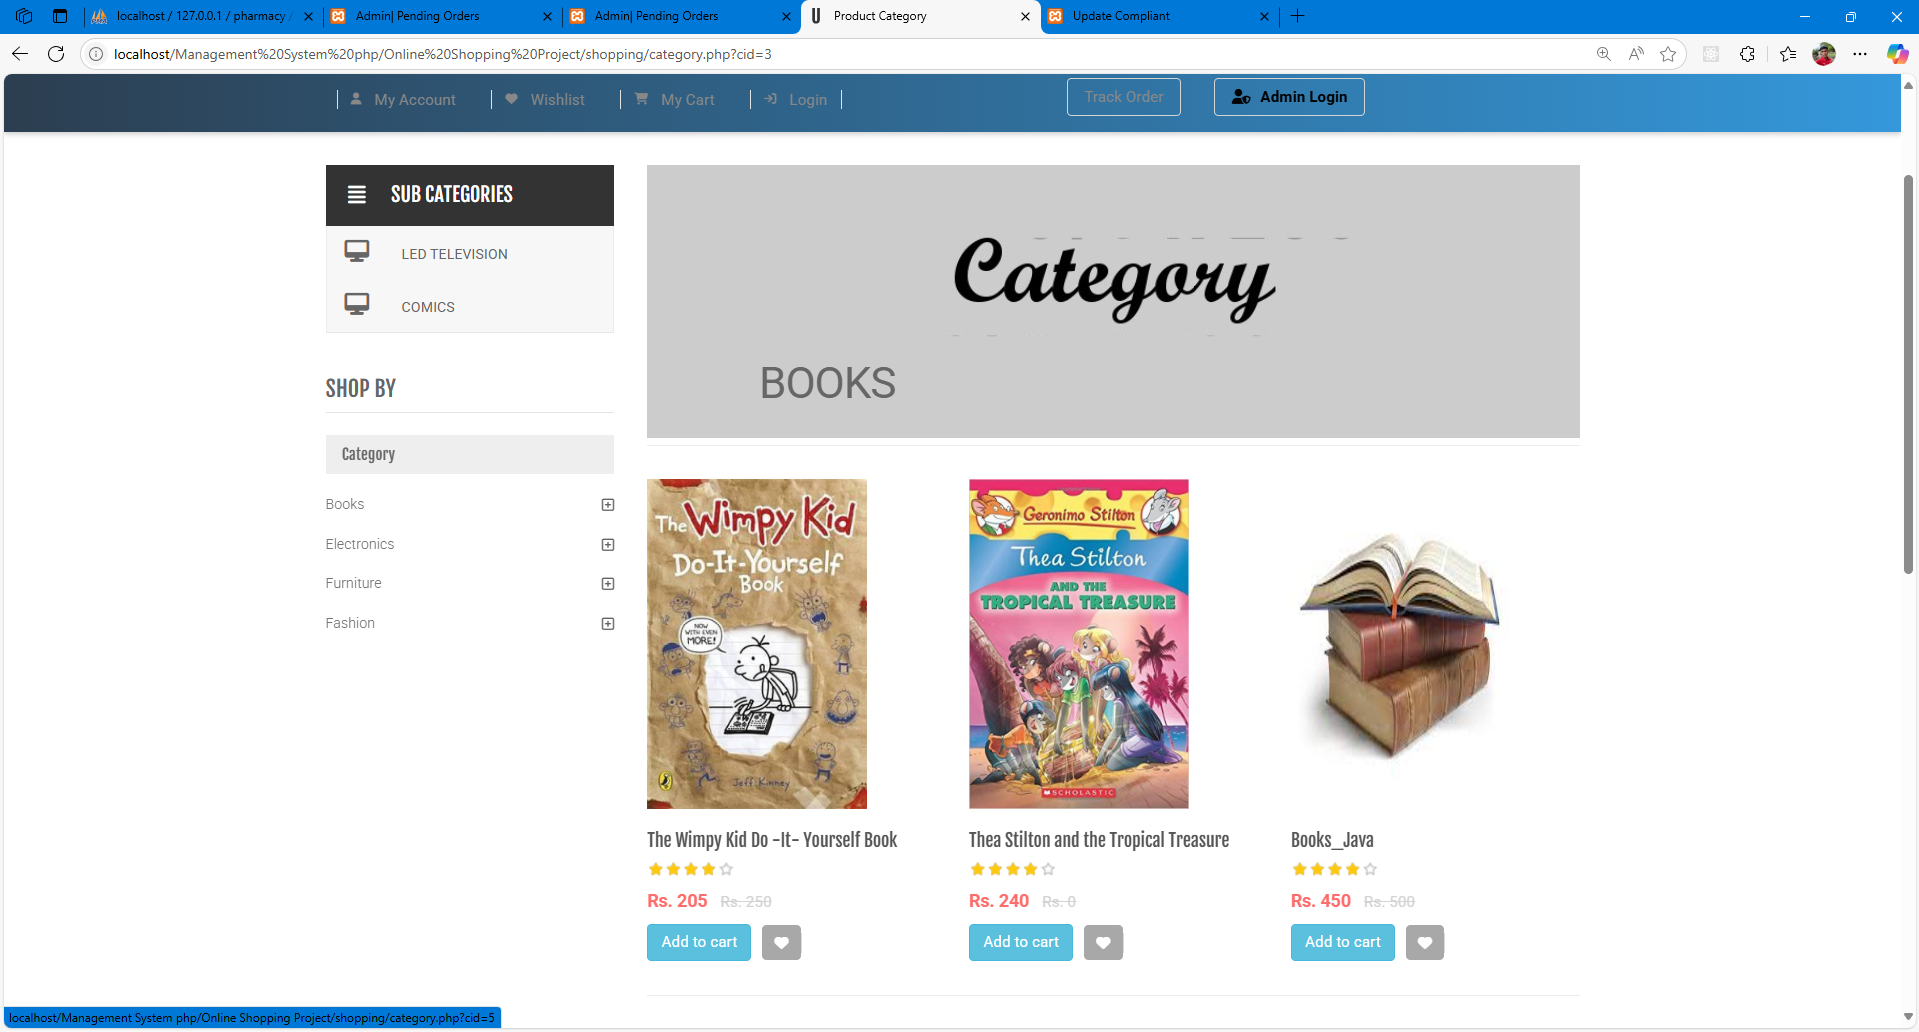 localhost / 127.0.0.1 / pharmacy /
Admin| Pending Orders
Admin| Pending Orders
Product Category
Update Compliant
localhost/Management%20System%20php/Online%20Shopping%20Project/shopping/category.php?cid=3
My Account
Wishlist
My Cart
Login
Track Order
Admin Login
SUB CATEGORIES
LED TELEVISION
COMICS
SHOP BY
Category
Books
Electronics
Furniture
Fashion
Category
BOOKS
The Wimpy Kid
Do-It-Yourself
Book
NOW
WITH EVEN
MORE!
Jeff Kinney
Geronimo Stilton
Thea Stilton
AND THE
TROPICAL TREASURE
SCHOLASTIC
The Wimpy Kid Do -It- Yourself Book
Rs. 205 Rs. 250
Add to cart
Thea Stilton and the Tropical Treasure
Rs. 240 Rs. 0
Add to cart
Books_Java
Rs. 450 Rs. 500
Add to cart
localhost/Management System php/Online Shopping Project/shopping/category.php?cid=5